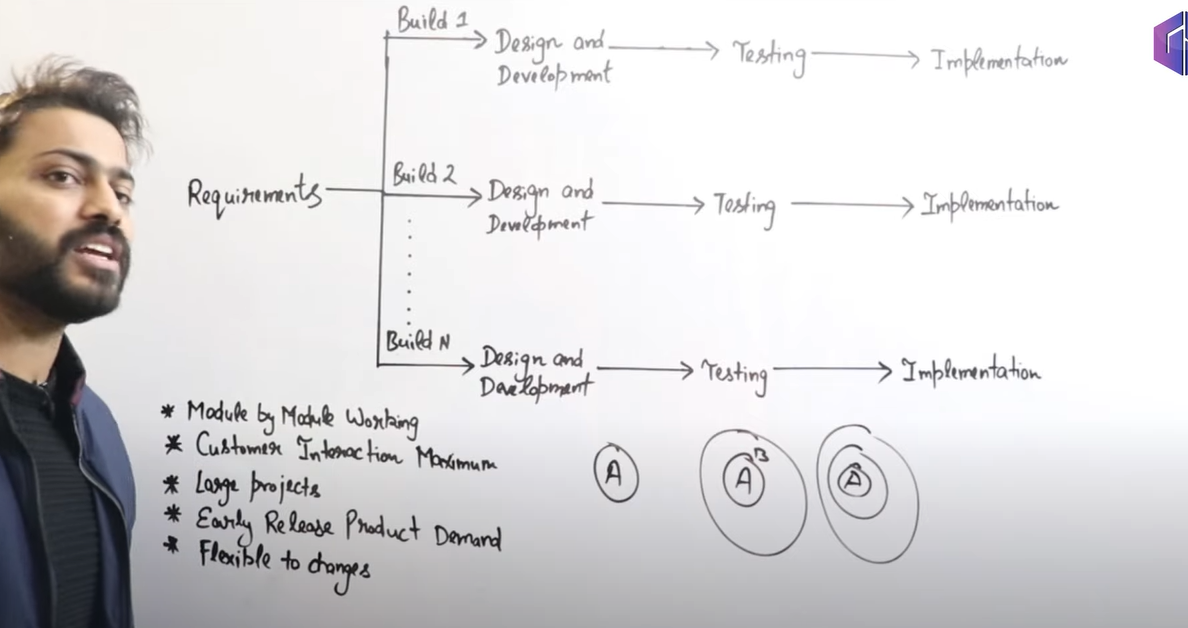 Build 1
Design and
Development
Testing
Implementation
Requirements
Build 2
Design and
Development
Testing
Implementation
Build N
Design and
Development
Testing
Implementation
* Module by Module Working
* Customer Interaction Maximum
* Large projects
* Early Release Product Demand
* Flexible to changes
A
A
B
A